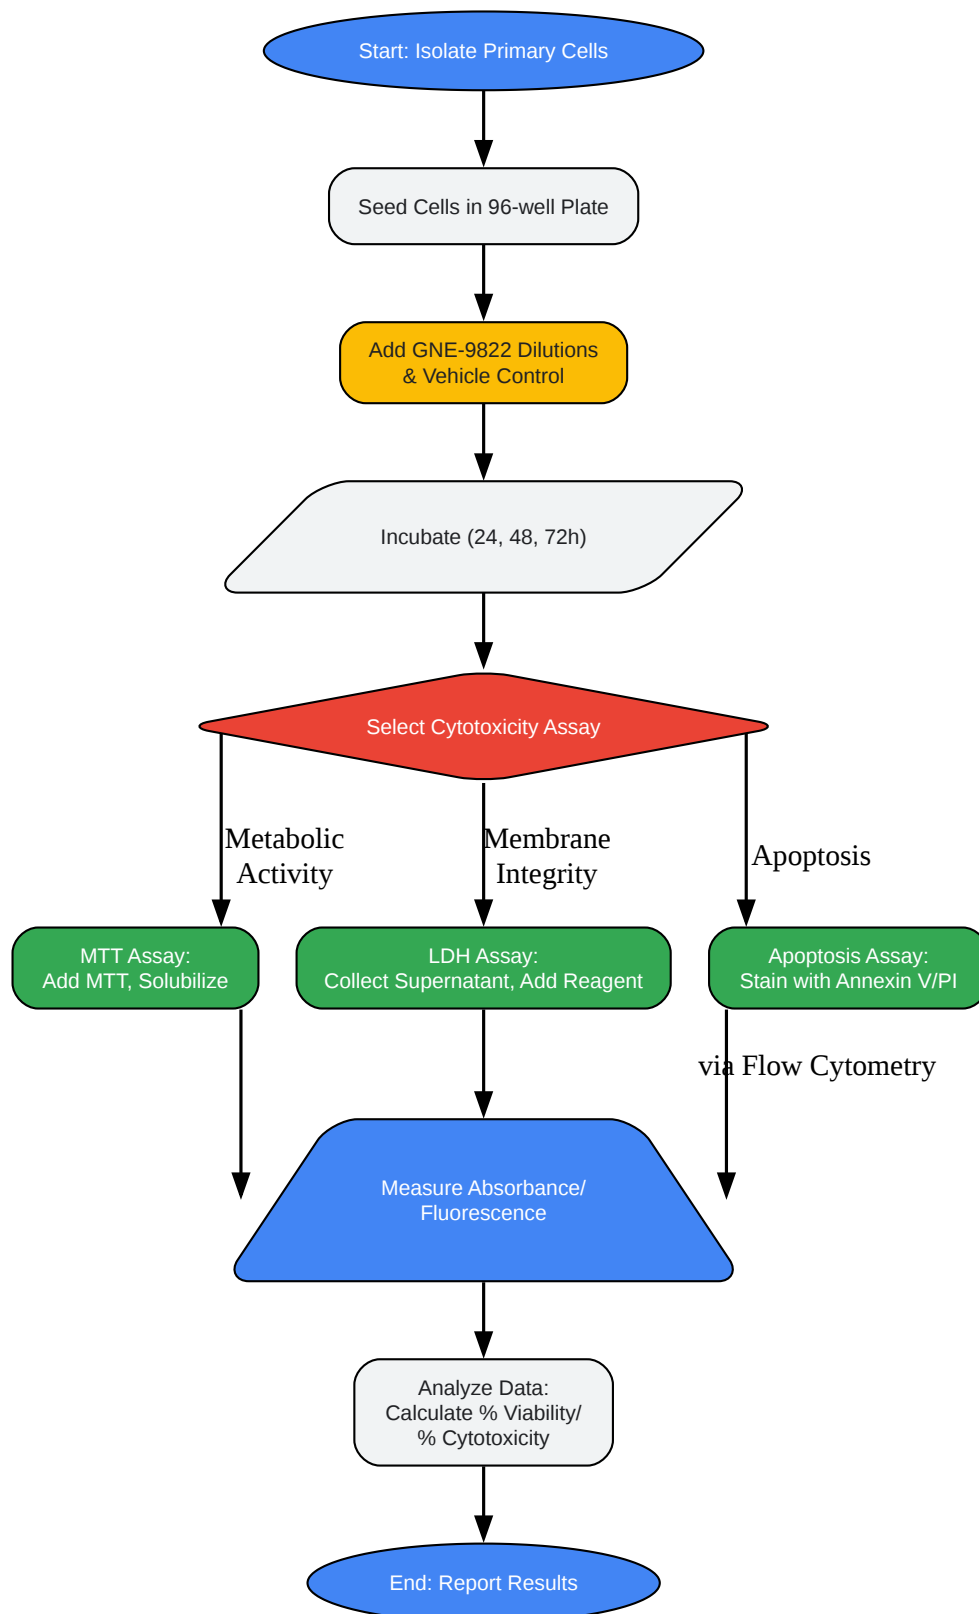 Start: Isolate Primary Cells
Seed Cells in 96-well Plate
Add GNE-9822 Dilutions
& Vehicle Control
Incubate (24, 48, 72h)
Select Cytotoxicity Assay
Metabolic
Activity
Membrane
Integrity
Apoptosis
MTT Assay:
Add MTT, Solubilize
LDH Assay:
Collect Supernatant, Add Reagent
Apoptosis Assay:
Stain with Annexin V/PI
via Flow Cytometry
Measure Absorbance/
Fluorescence
Analyze Data:
Calculate % Viability/
% Cytotoxicity
End: Report Results